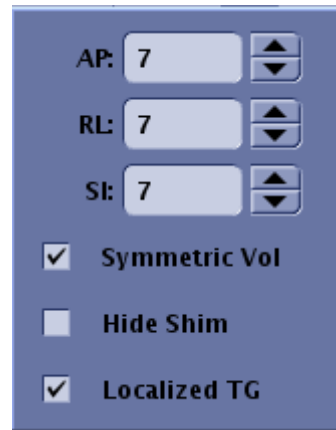 AP: 7
RL: 7
SI: 7
Symmetric Vol
Hide Shim
Localized TG